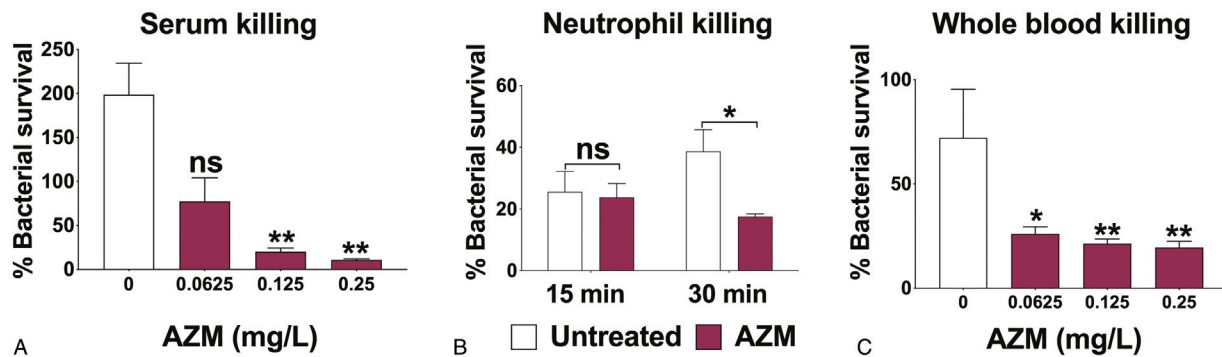 Serum killing
% Bacterial survival
250
200
150
100
50
0
ns
**
**
0 0.0625 0.125 0.25
AZM (mg/L)
A
Neutrophil killing
% Bacterial survival
60
40
20
0
ns
*
15 min 30 min
Untreated AZM
B
Whole blood killing
% Bacterial survival
100
50
0
*
**
**
0 0.0625 0.125 0.25
AZM (mg/L)
C